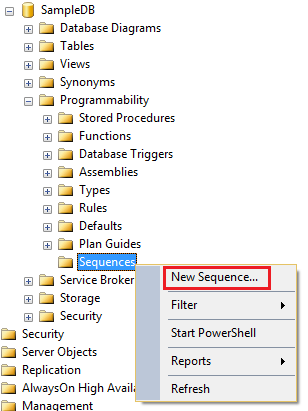 SampleDB
Database Diagrams
Tables
Views
Synonyms
Programmability
Stored Procedures
Functions
Database Triggers
Assemblies
Types
Rules
Defaults
Plan Guides
Sequences
New Sequence...
Service Broker
Filter
Storage
Start PowerShell
Security
Security
Reports
Server Objects
Replication
Refresh
AlwaysOn High Availa
Management